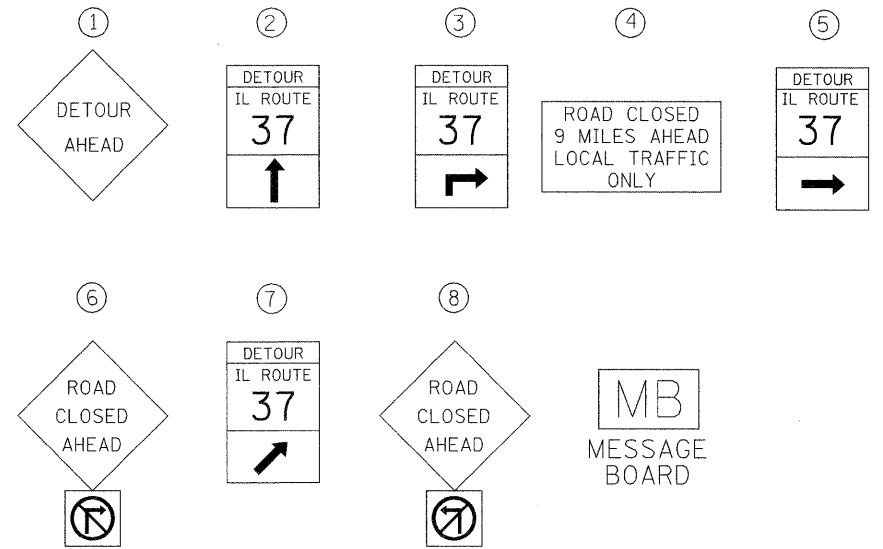 1
DETOUR
AHEAD
2
DETOUR
IL ROUTE
37
3
DETOUR
IL ROUTE
37
4
ROAD CLOSED
9 MILES AHEAD
LOCAL TRAFFIC
ONLY
5
DETOUR
IL ROUTE
37
6
ROAD
CLOSED
AHEAD
7
DETOUR
IL ROUTE
37
8
ROAD
CLOSED
AHEAD
MB
MESSAGE
BOARD